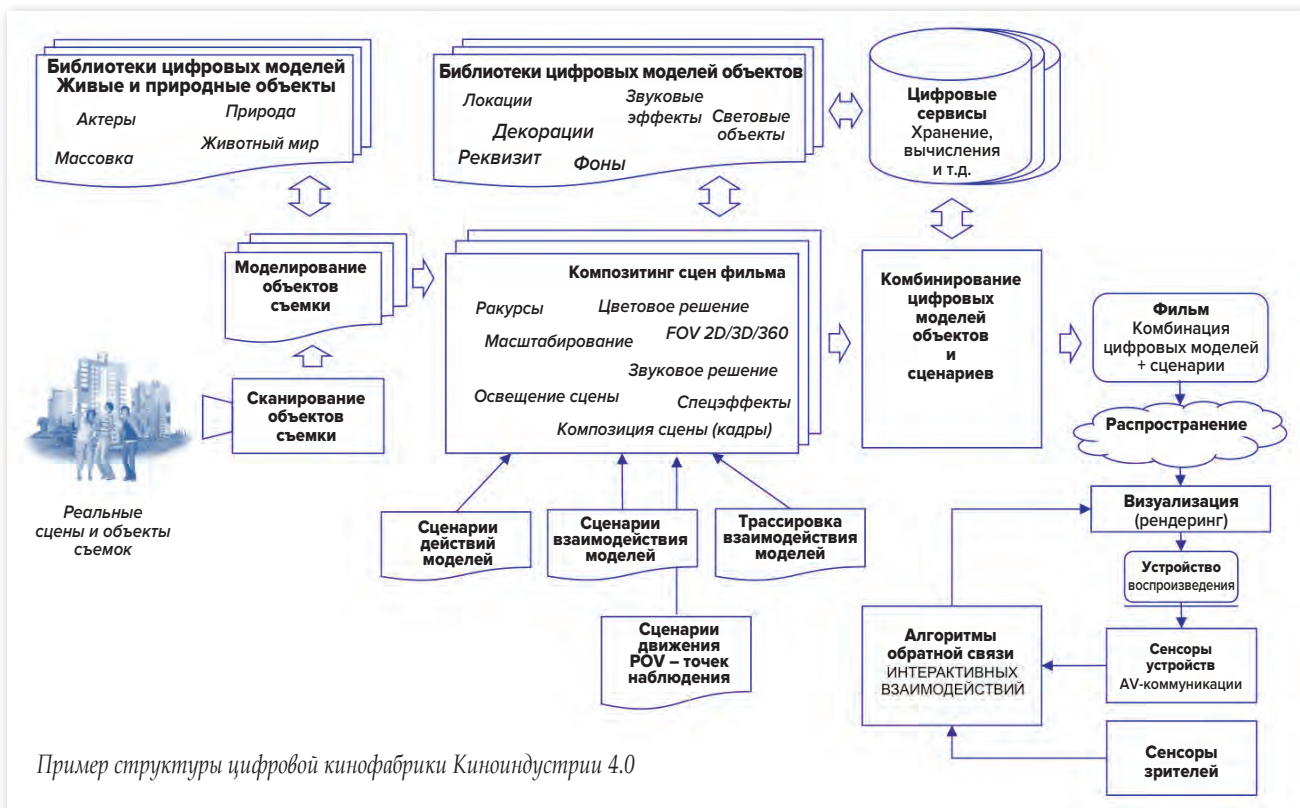 Библиотеки цифровых моделей
Живые и природные объекты
Актеры
Природа
Массовка
Животный мир
Библиотеки цифровых моделей объектов
Локации
Звуковые
эффекты
Световые
объекты
Декорации
Реквизит
Фоны
Цифровые
сервисы
Хранение,
вычисления
и т.д.
Моделирование
объектов
съемки
Композитинг сцен фильма
Ракурсы
Цветовое решение
Масштабирование
FOV 2D/3D/360
Звуковое решение
Освещение сцены
Спецэффекты
Композиция сцены (кадры)
Комбинирование
цифровых
моделей
объектов
и
сценариев
Фильм
Комбинация
цифровых моделей
+ сценарии
Сканирование
объектов
съемки
Реальные
сцены и объекты
съемок
Распространение
Визуализация
(рендеринг)
Сценарии
действий
моделей
Сценарии
взаимодействия
моделей
Трассировка
взаимодействия
моделей
Устройство
воспроизведения
Сценарии
движения
POV – точек
наблюдения
Алгоритмы
обратной связи
ИНТЕРАКТИВНЫХ
ВЗАИМОДЕЙСТВИЙ
Сенсоры
устройств
AV-коммуникации
Сенсоры
зрителей
Пример структуры цифровой кинофабрики Киноиндустрии 4.0